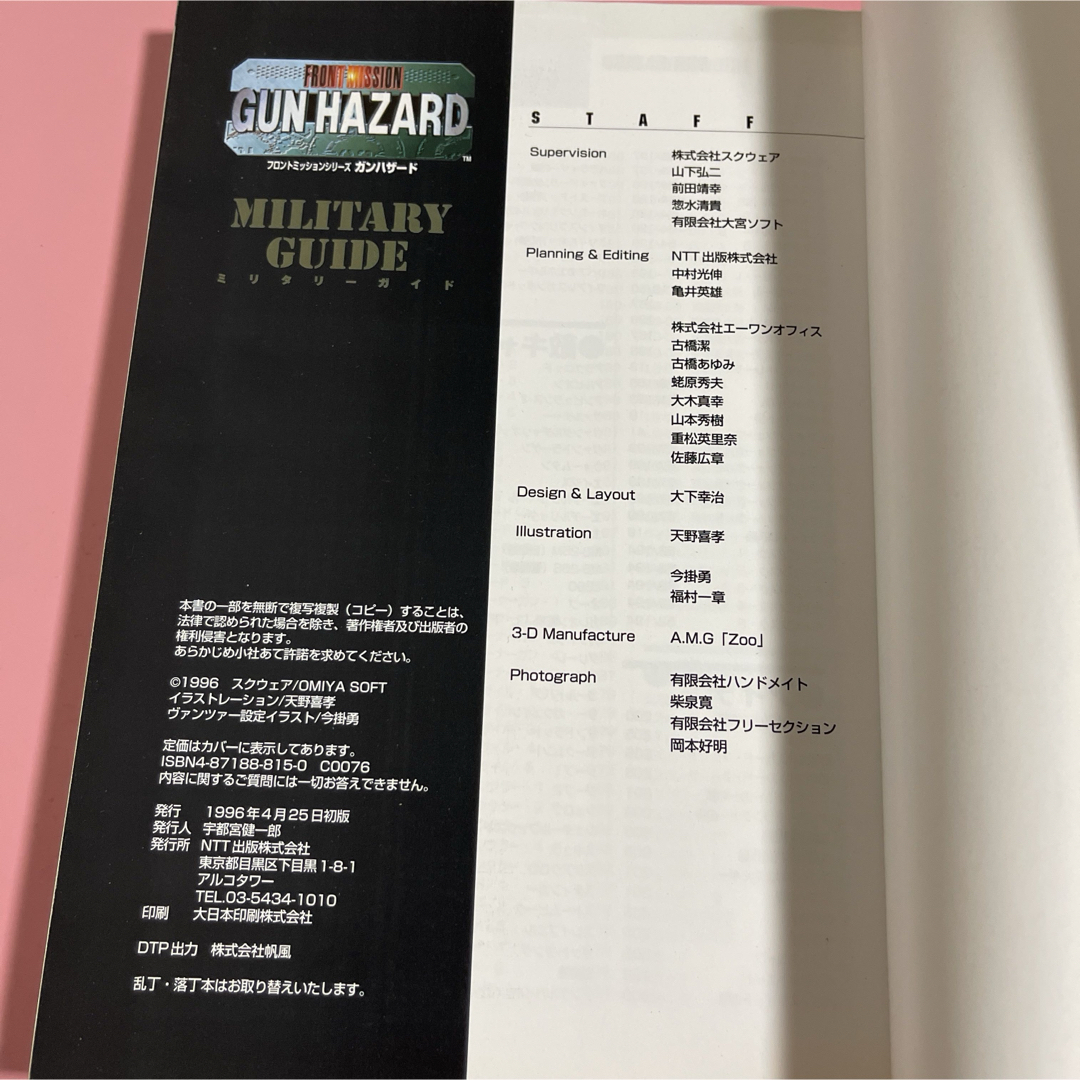 FRONT MISSION
GUN HAZARD
TM
フロントミッションシリーズ ガンハザード
MILITARY
GUIDE
ミリタリーガイド
本書の一部を無断で複写複製（コピー）することは、
法律で認められた場合を除き、著作権者及び出版者の
権利侵害となります。
あらかじめ小社あて許諾を求めてください。
©1996 スクウェア/OMIYA SOFT
イラストレーション/天野喜孝
ヴァンツァー設定イラスト/今掛勇
定価はカバーに表示してあります。
ISBN4-87188-815-0 C0076
内容に関するご質問には一切お答えできません。
発行 1996年4月25日初版
発行人 宇都宮健一郎
発行所 NTT出版株式会社
東京都目黒区下目黒1-8-1
アルコタワー
TEL.03-5434-1010
印刷 大日本印刷株式会社
DTP出力 株式会社帆風
乱丁・落丁本はお取り替えいたします。
STAFF
Supervision 株式会社スクウェア
山下弘二
前田靖幸
惣水清貴
有限会社大宮ソフト
Planning & Editing NTT出版株式会社
中村光伸
亀井英雄
株式会社エーワンオフィス
古橋潔
古橋あゆみ
蛯原秀夫
大木真幸
山本秀樹
重松英里奈
佐藤広章
Design & Layout 大下幸治
Illustration 天野喜孝
今掛勇
福村一章
3-D Manufacture A.M.G「Zoo」
Photograph 有限会社ハンドメイト
柴泉寛
有限会社フリーセクション
岡本好明